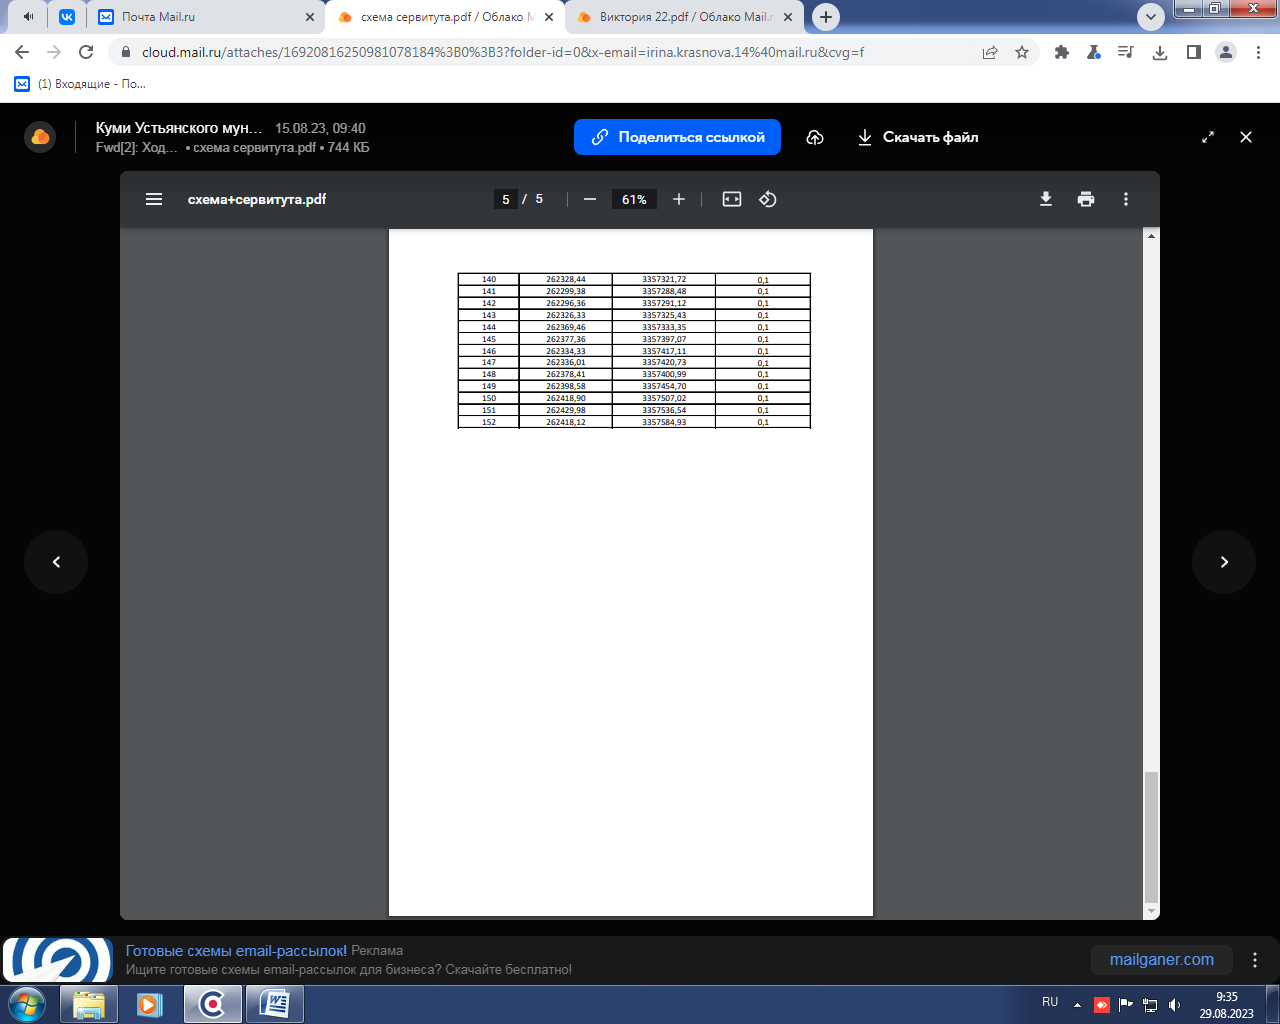 Почта Mail.ru
схема сервитута.pdf / Облако M
Виктория 22.pdf / Облако Mail.r
cloud.mail.ru/attaches/16920816250981078184%3B0%3B3?folder-id=0&x-email=irina.krasnova.14%40mail.ru&cvg=f
(1) Входящие - По...
Куми Устьянского мун... 15.08.23, 09:40
Fwd[2]: Ход... • схема сервитута.pdf • 744 КБ
Поделиться ссылкой
Скачать файл
схема+сервитута.pdf
5 / 5
61%
140 262328,44 3357321,72 0,1
141 262299,38 3357288,48 0,1
142 262296,36 3357291,12 0,1
143 262326,33 3357325,43 0,1
144 262369,46 3357333,35 0,1
145 262377,36 3357397,07 0,1
146 262334,33 3357417,11 0,1
147 262336,01 3357420,73 0,1
148 262378,41 3357400,99 0,1
149 262398,58 3357454,70 0,1
150 262418,90 3357507,02 0,1
151 262429,98 3357536,54 0,1
152 262418,12 3357584,93 0,1
Готовые схемы email-рассылок! Реклама
Ищите готовые схемы email-рассылок для бизнеса? Скачайте бесплатно!
mailganer.com
RU
9:35
29.08.2023